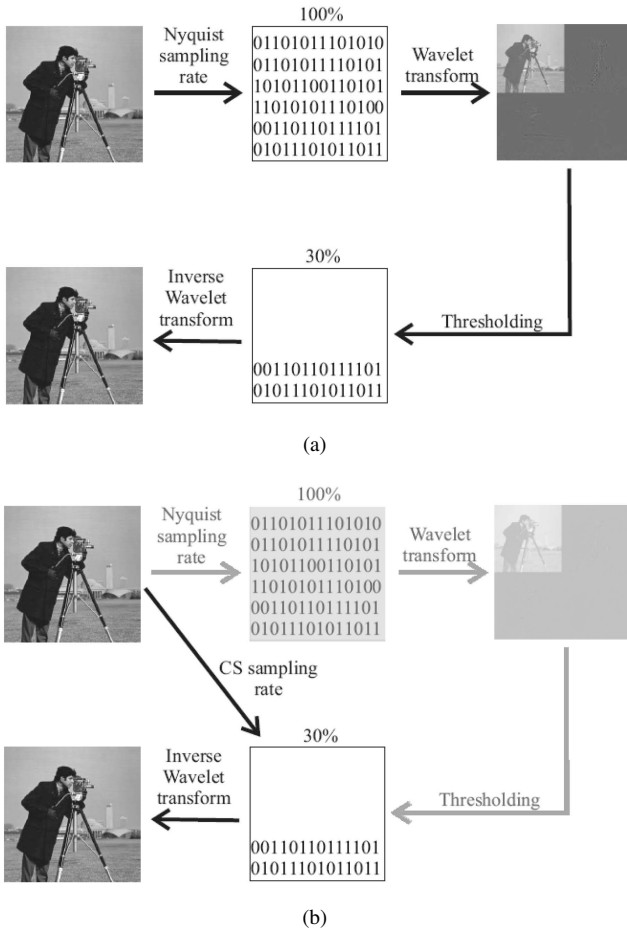 100%
Nyquist
sampling
rate
01101011101010
01101011110101
10101100110101
11010101110100
00110110111101
01011101011011
Wavelet
transform
30%
Inverse
Wavelet
transform
00110110111101
01011101011011
Thresholding
(a)
100%
Nyquist
sampling
rate
01101011101010
01101011110101
10101100110101
11010101110100
00110110111101
01011101011011
Wavelet
transform
CS sampling
rate
30%
Inverse
Wavelet
transform
00110110111101
01011101011011
Thresholding
(b)